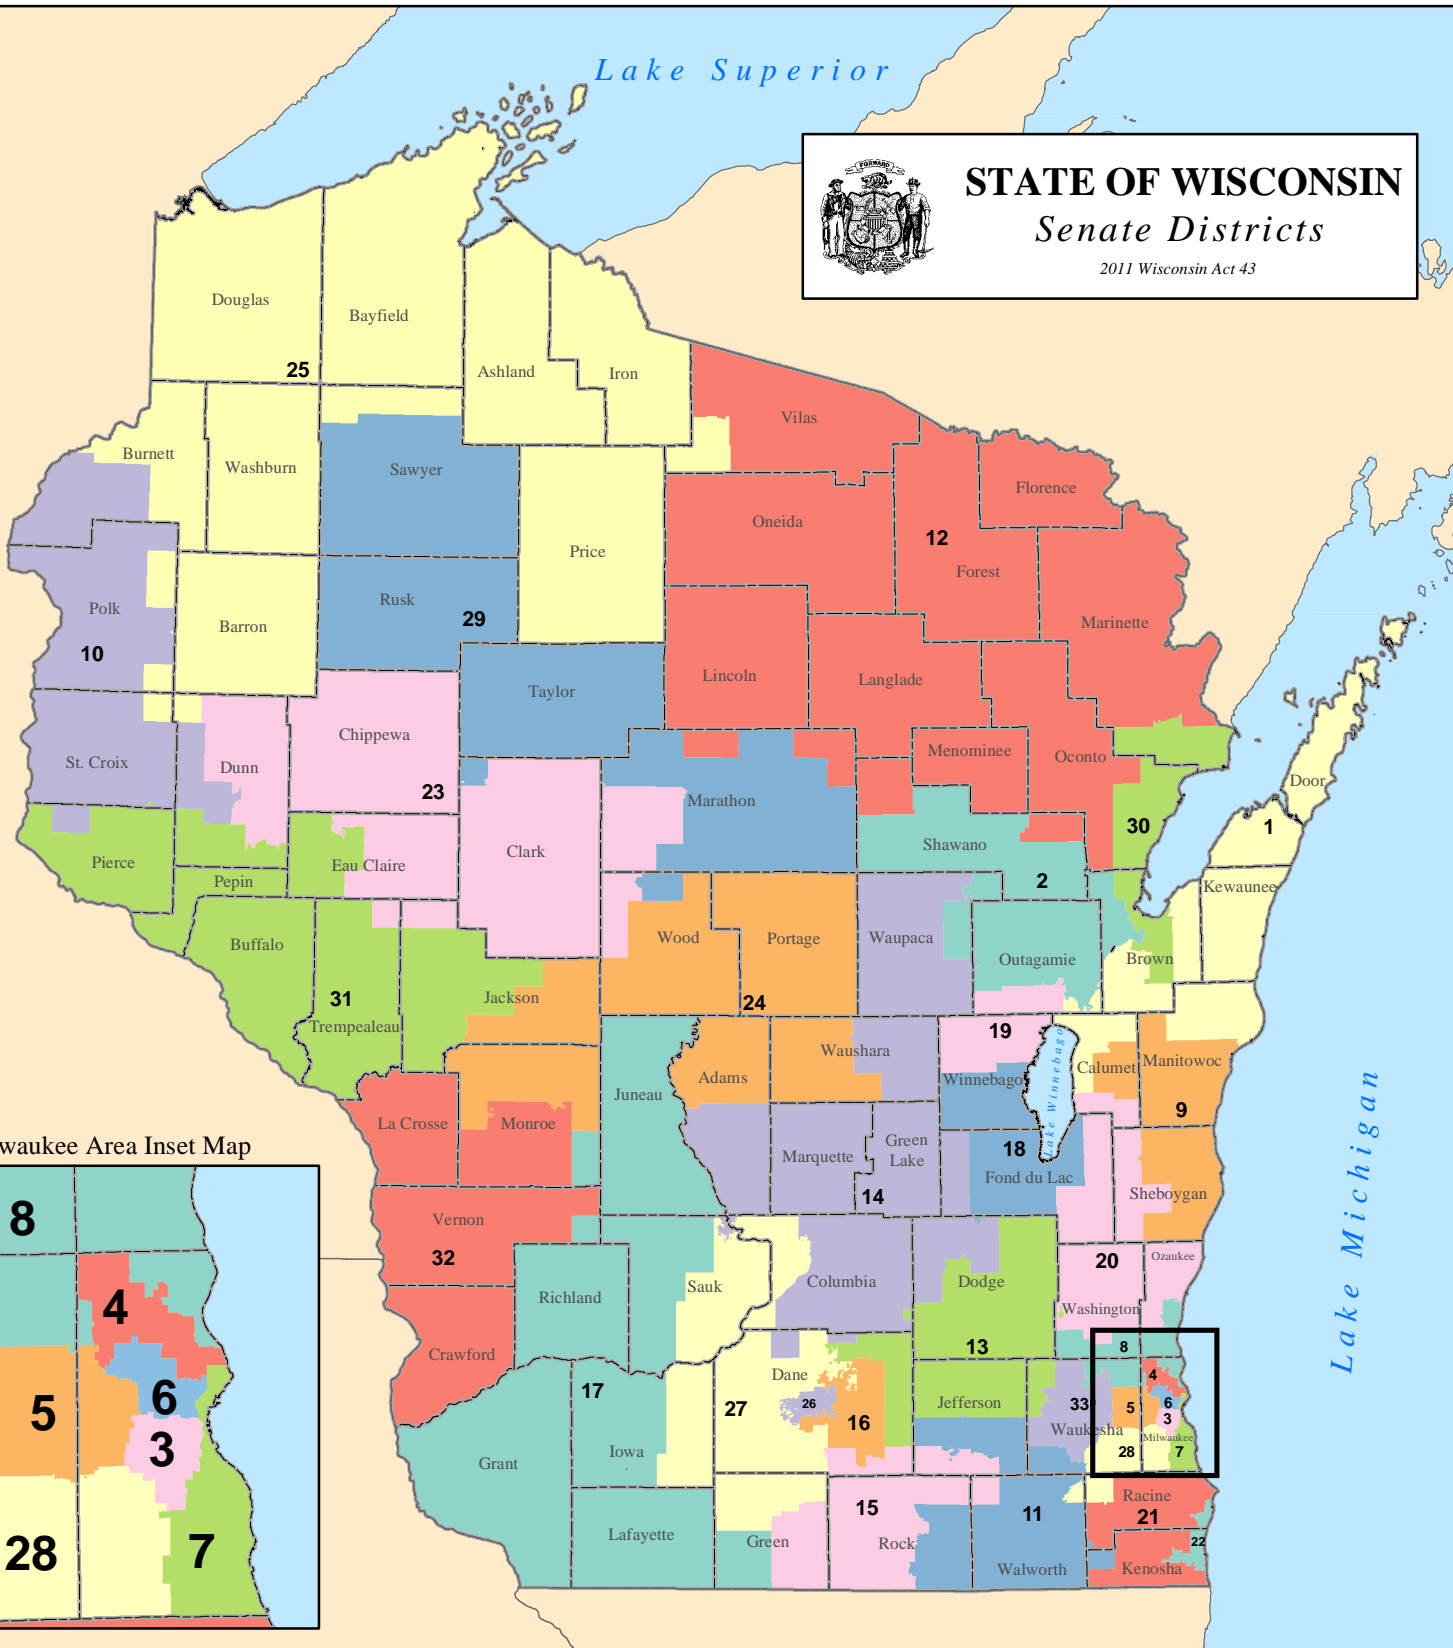 Lake Superior
FORWARD
STATE OF WISCONSIN
Senate Districts
2011 Wisconsin Act 43
Douglas
Bayfield
25
Ashland
Iron
Vilas
Burnett
Washburn
Sawyer
Florence
Oneida
12
Price
Forest
Polk
Rusk
29
Barron
Marinette
10
Lincoln
Langlade
Taylor
Chippewa
Menominee
Oconto
St. Croix
Dunn
Door
23
Marathon
30
1
Pierce
Eau Claire
Clark
Shawano
Pepin
2
Kewaunee
Buffalo
Wood
Portage
Waupaca
Outagamie
Brown
31
Jackson
24
Trempealeau
19
Waushara
Lake Winnebago
Calumet
Manitowoc
Adams
Winnebago
Juneau
9
La Crosse
Monroe
Lake Michigan
waukee Area Inset Map
Marquette
Green
Lake
18
Fond du Lac
14
Sheboygan
8
Vernon
32
20
Ozaukee
Richland
Sauk
Columbia
Dodge
4
Washington
Crawford
13
8
Dane
4
17
27
26
16
Jefferson
33
5
6
3
Waukesha
Milwaukee
28
7
5
6
3
Iowa
Grant
15
Racine
21
11
28
7
Lafayette
Green
Rock
22
Walworth
Kenosha